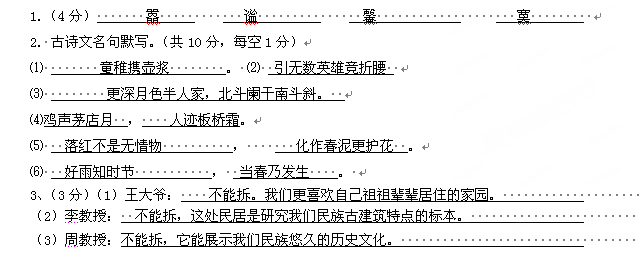 1.（4分） 嚣 谧 馨 寞
2. 古诗文名句默写。（共10分，每空1分）
⑴ 童稚携壶浆 。 ⑵ 引无数英雄竞折腰
⑶ 更深月色半人家，北斗阑干南斗斜。
⑷鸡声茅店月 ， 人迹板桥霜。
⑸ 落红不是无情物 ， 化作春泥更护花 。
⑹ 好雨知时节 ， 当春乃发生 。
3、（3分）（1）王大爷： 不能拆。我们更喜欢自己祖祖辈辈居住的家园。
（2）李教授： 不能拆，这处民居是研究我们民族古建筑特点的标本。
（3）周教授：不能拆，它能展示我们民族悠久的历史文化。